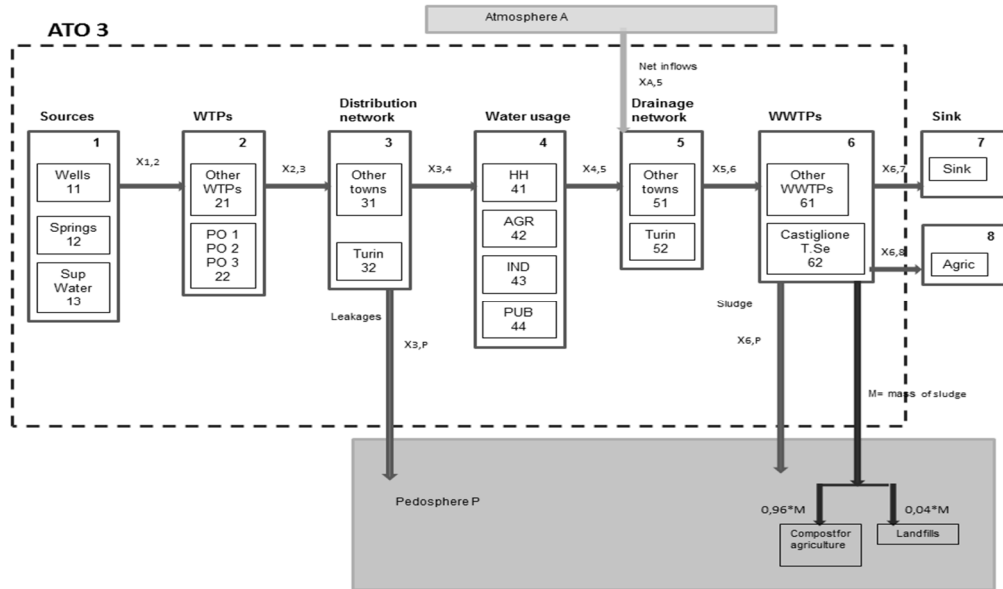 Atmosphere A
ATO 3
Net inflows
XA,5
Sources
WTPs
Distribution
network
Water usage
Drainage
network
WWTPs
Sink
1
Wells
11
Springs
12
Sup
Water
13
X1,2
2
Other
WTPs
21
PO 1
PO 2
PO 3
22
X2,3
3
Other
towns
31
Turin
32
X3,4
4
HH
41
AGR
42
IND
43
PUB
44
X4,5
5
Other
towns
51
Turin
52
X5,6
6
Other
WWTPs
61
Castiglione
T.Se
62
X6,7
7
Sink
X6,8
8
Agric
Leakages
X3,P
Sludge
X6,P
M= mass of sludge
Pedosphere P
0,96*M
0,04*M
Compostfor
agriculture
Landfills